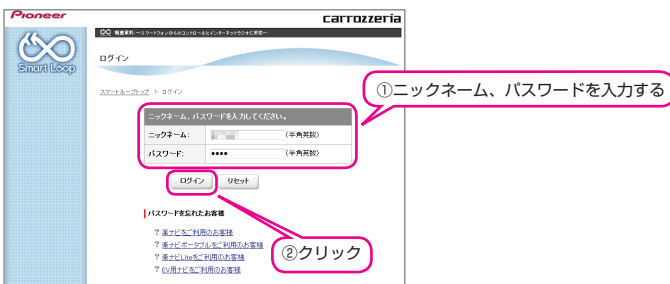 Pioneer
carrozzeria
Smart Loop
ログイン
スマートループトップ > ログイン
①ニックネーム、パスワードを入力する
ニックネーム、パスワードを入力してください。
ニックネーム:
(半角英数)
パスワード:
••••
(半角英数)
ログイン
リセット
パスワードを忘れたお客様
②クリック
? 楽ナビをご利用のお客様
? 楽ナビポータブルをご利用のお客様
? 楽ナビLiteをご利用のお客様
? EV用ナビをご利用のお客様